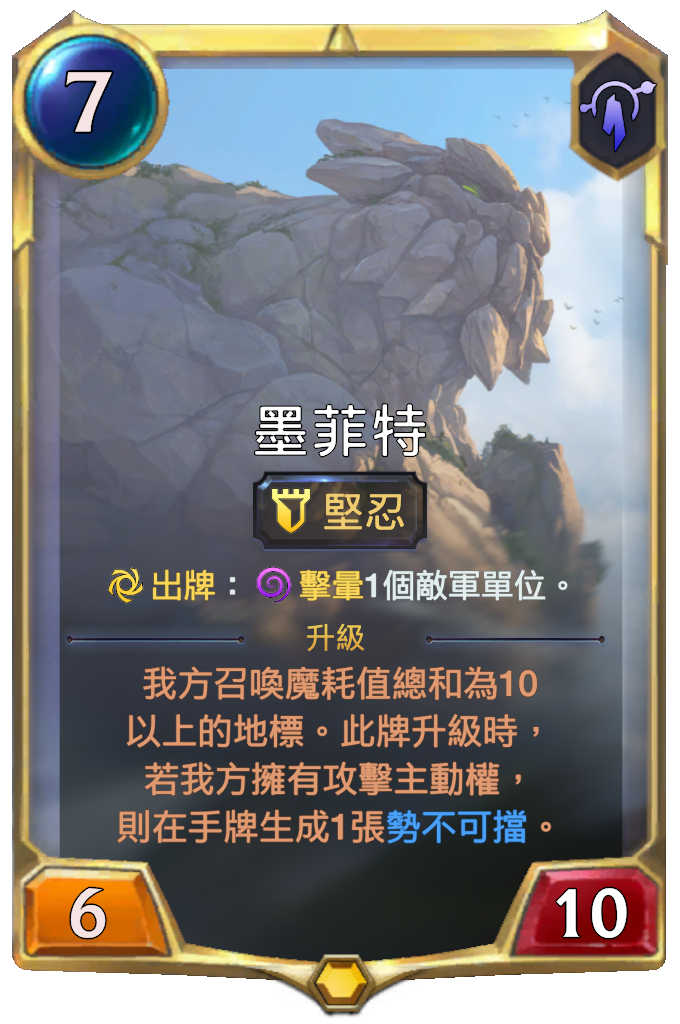 7
墨菲特
堅忍
出牌：擊暈1個敵軍單位。
升級
我方召喚魔耗值總和為10
以上的地標。此牌升級時，
若我方擁有攻擊主動權，
則在手牌生成1張勢不可擋。
6
10